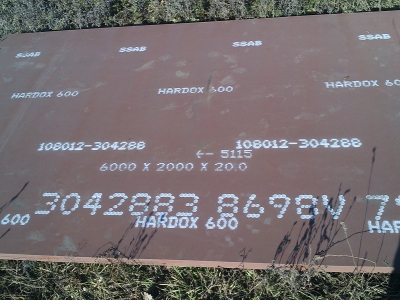 SSAB SSAB SSAB SSAB
HARDOX 600 HARDOX 600 HARDOX 600
108012-304288 108012-304288
<-- 5115
6000 X 2000 X 20.0
3042883 8698V
600 HARDOX 600 HAR